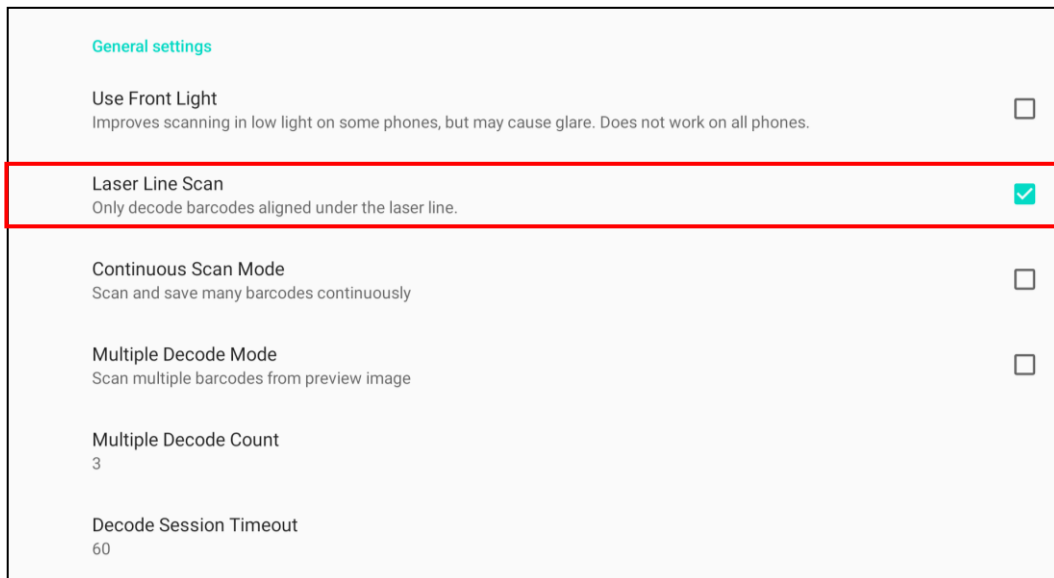 General settings
Use Front Light
Improves scanning in low light on some phones, but may cause glare. Does not work on all phones.
Laser Line Scan
Only decode barcodes aligned under the laser line.
Continuous Scan Mode
Scan and save many barcodes continuously
Multiple Decode Mode
Scan multiple barcodes from preview image
Multiple Decode Count
3
Decode Session Timeout
60